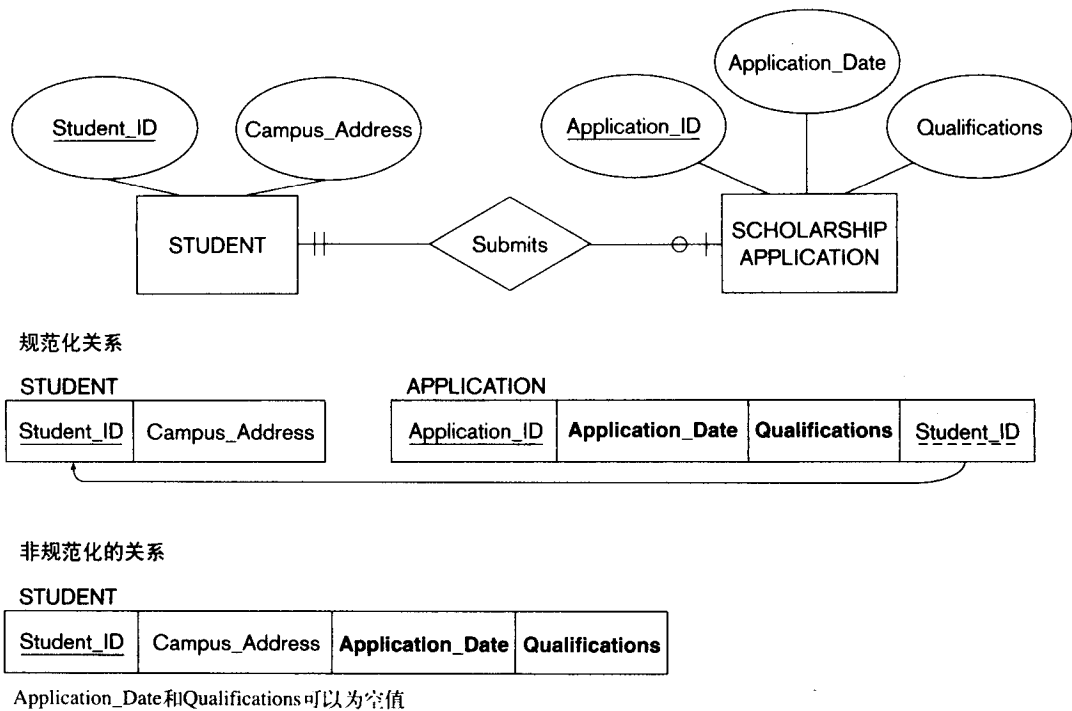 Application_Date
Student_ID
Campus_Address
Application_ID
Qualifications
STUDENT
Submits
SCHOLARSHIP
APPLICATION
规范化关系
STUDENT
Student_ID Campus_Address
APPLICATION
Application_ID Application_Date Qualifications Student_ID
非规范化的关系
STUDENT
Student_ID Campus_Address Application_Date Qualifications
Application_Date和Qualifications可以为空值